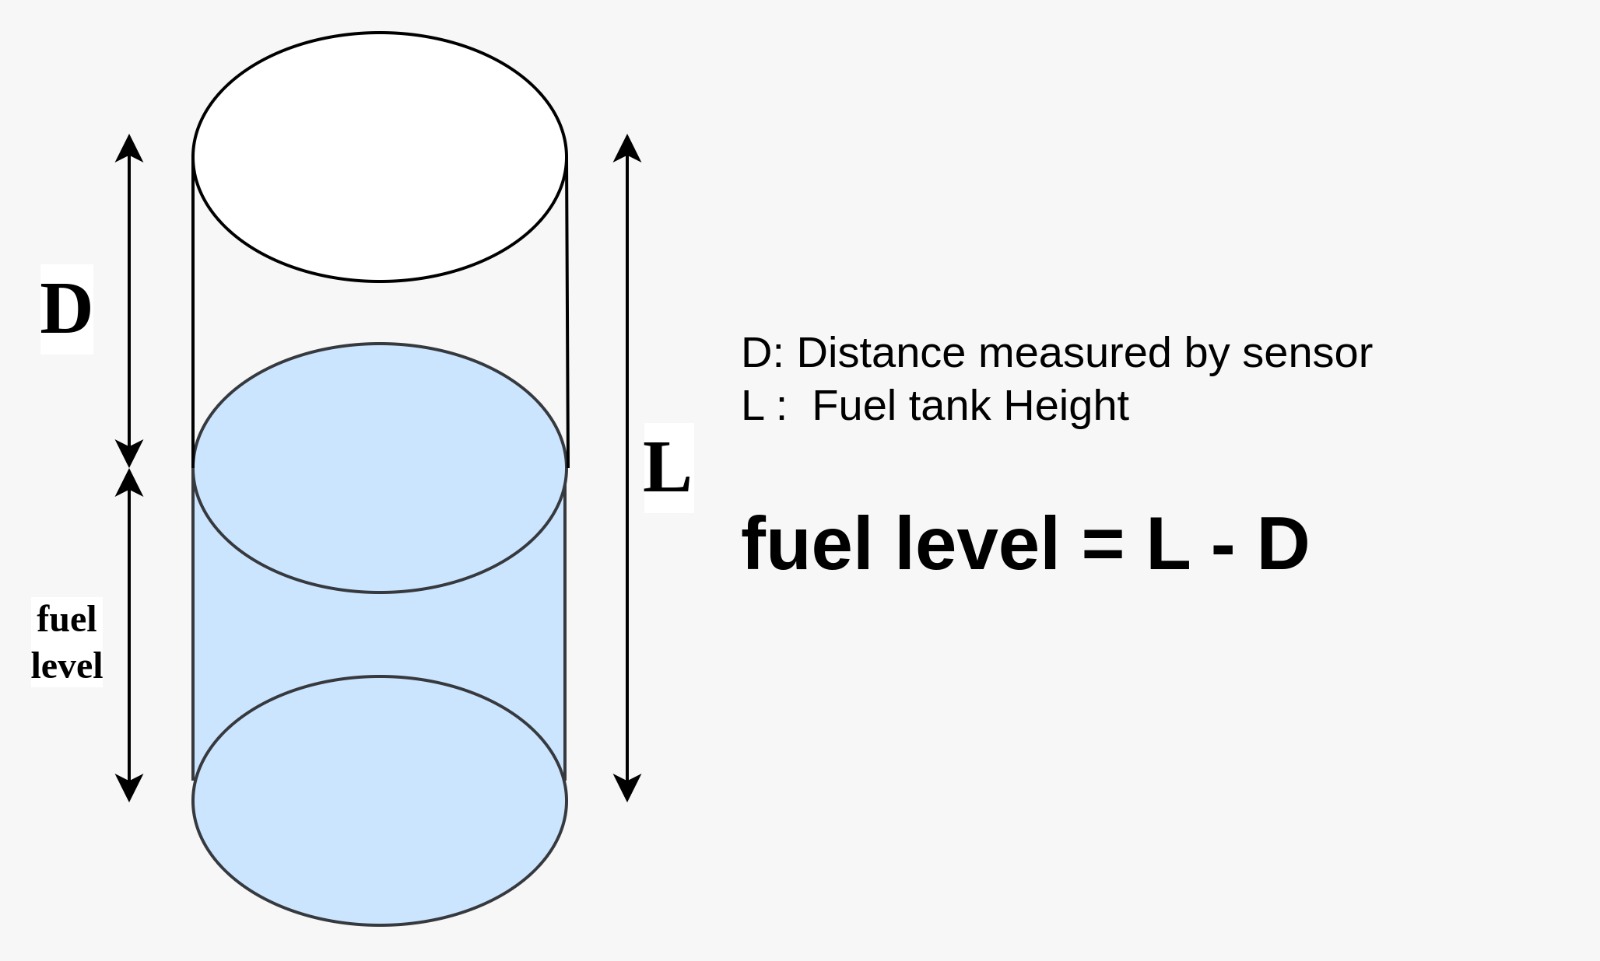 D
L
fuel
level
D: Distance measured by sensor
L :  Fuel tank Height
fuel level = L - D